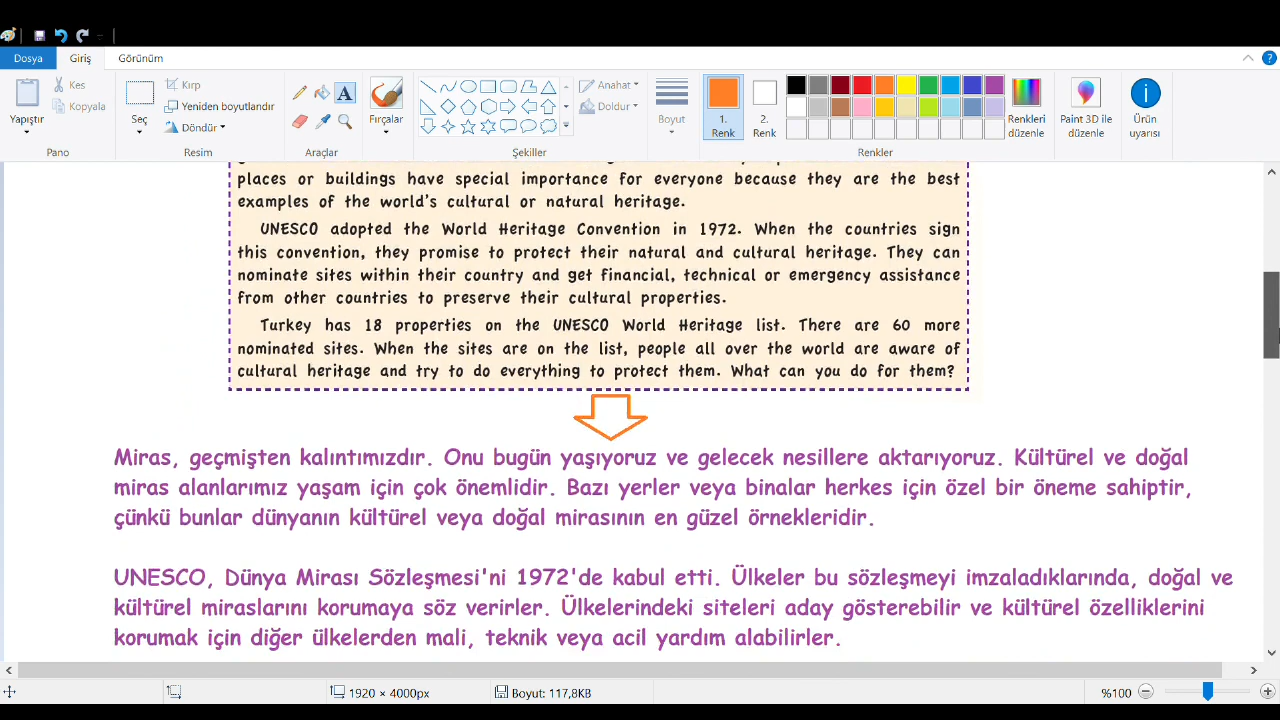 Dosya
Giriş
Görünüm
Yapıştır
Kes
Kopyala
Pano
Seç
Kırp
Yeniden boyutlandır
Döndür
Resim
A
Araçlar
Fırçalar
Şekiller
Anahat
Doldur
Boyut
1.
Renk
2.
Renk
Renkler
Renkleri
düzenle
Paint 3D ile
düzenle
Ürün
uyarısı
places or buildings have special importance for everyone because they are the best
examples of the world's cultural or natural heritage.
UNESCO adopted the World Heritage Convention in 1972. When the countries sign
this convention, they promise to protect their natural and cultural heritage. They can
nominate sites within their country and get financial, technical or emergency assistance
from other countries to preserve their cultural properties.
Turkey has 18 properties on the UNESCO World Heritage list. There are 60 more
nominated sites. When the sites are on the list, people all over the world are aware of
cultural heritage and try to do everything to protect them. What can you do for them?
Miras, geçmişten kalıntımızdır. Onu bugün yaşıyoruz ve gelecek nesillere aktarıyoruz. Kültürel ve doğal
miras alanlarımız yaşam için çok önemlidir. Bazı yerler veya binalar herkes için özel bir öneme sahiptir,
çünkü bunlar dünyanın kültürel veya doğal mirasının en güzel örnekleridir.
UNESCO, Dünya Mirası Sözleşmesi'ni 1972'de kabul etti. Ülkeler bu sözleşmeyi imzaladıklarında, doğal ve
kültürel miraslarını korumaya söz verirler. Ülkelerindeki siteleri aday gösterebilir ve kültürel özelliklerini
korumak için diğer ülkelerden mali, teknik veya acil yardım alabilirler.
1920 × 4000px
Boyut: 117,8KB
%100